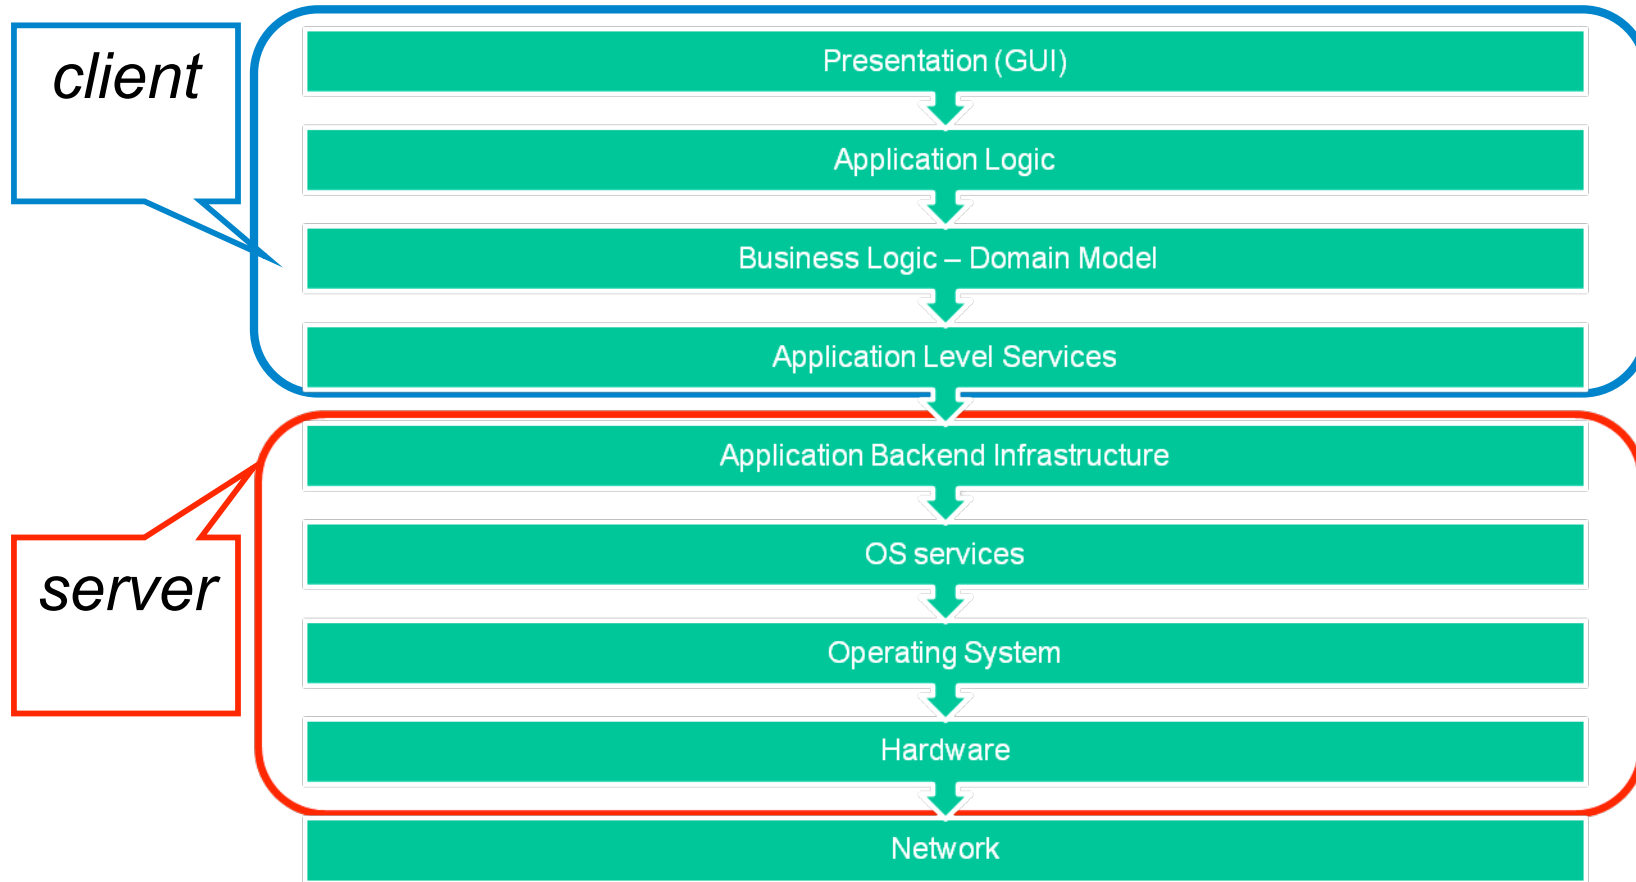 client
Presentation (GUI)
Application Logic
Business Logic – Domain Model
Application Level Services
server
Application Backend Infrastructure
OS services
Operating System
Hardware
Network